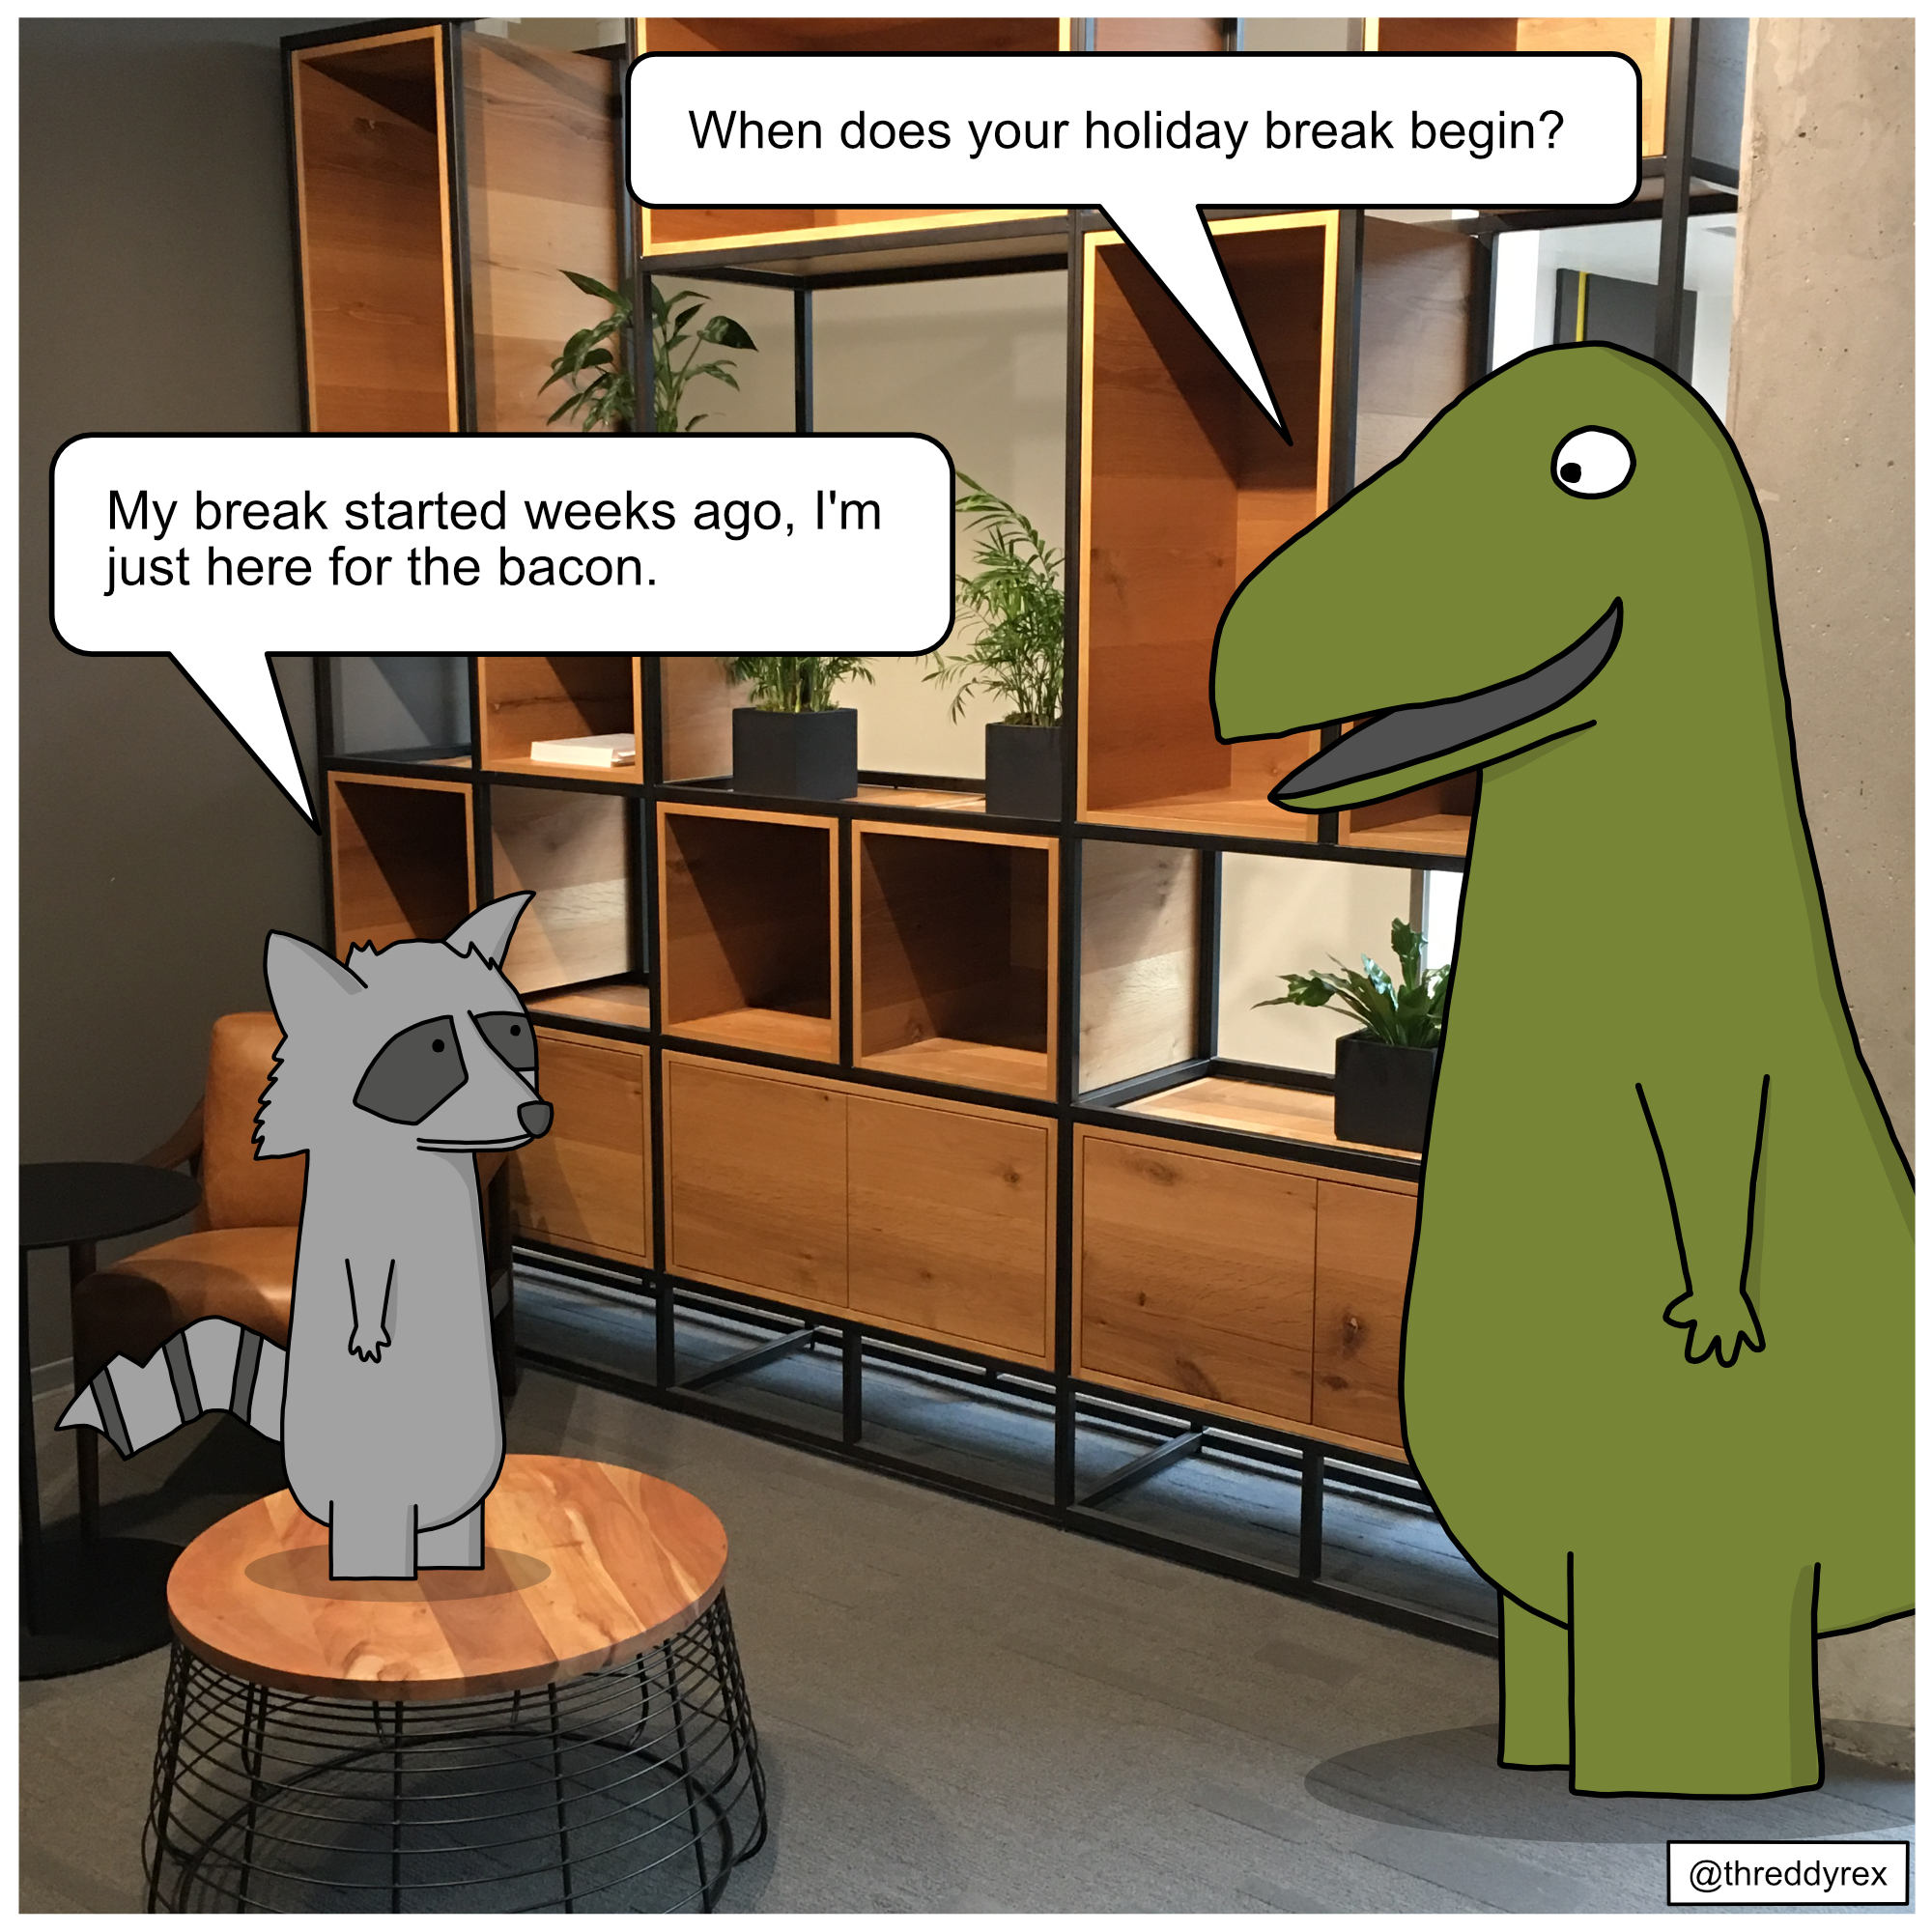 When does your holiday break begin?
My break started weeks ago, I'm
just here for the bacon.
@threddyrex